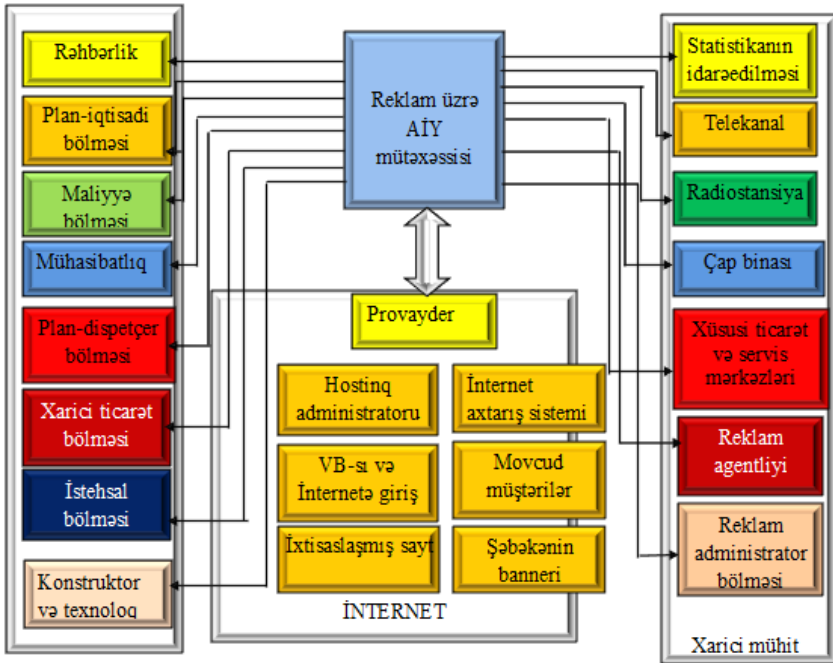 Rəhbərlik
Plan-iqtisadi
bölməsi
Maliyyə
bölməsi
Mühasibatlıq
Plan-dispetçer
bölməsi
Xarici ticarət
bölməsi
İstehsal
bölməsi
Konstruktor
və texnoloq
Reklam üzrə
AİY
mütəxəssisi
Provayder
Hostinq
administratoru
İnternet
axtarış sistemi
VB-sı və
İnternetə giriş
Movcud
müştərilər
İxtisaslaşmış sayt
Şəbəkənin
banneri
İNTERNET
Statistikanın
idarəedilməsi
Telekanal
Radiostansiya
Çap binası
Xüsusi ticarət
və servis
mərkəzləri
Reklam
agentliyi
Reklam
administrator
bölməsi
Xarici mühit